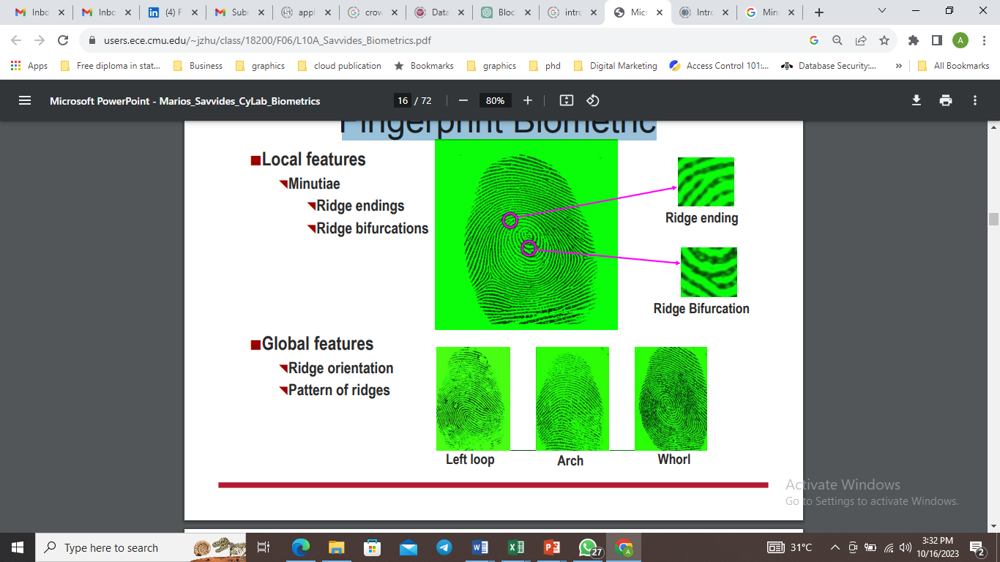 Inbo
Inbo
(4) F
Subr
appl
crow
Data
Bloc
intro
Micr
Intro
Min
users.ece.cmu.edu/~jzhu/class/18200/F06/L10A_Savvides_Biometrics.pdf
A
Apps
Free diploma in stat...
Business
graphics
cloud publication
Bookmarks
graphics
phd
Digital Marketing
Access Control 101:...
Database Security:...
»
All Bookmarks
Microsoft PowerPoint - Marios_Savvides_CyLab_Biometrics
16 / 72
80%
Fingerprint Biometric
Local features
Minutiae
Ridge endings
Ridge bifurcations
Ridge ending
Ridge Bifurcation
Global features
Ridge orientation
Pattern of ridges
Left loop
Arch
Whorl
Activate Windows
Go to Settings to activate Windows.
Type here to search
27
A
31°C
3:32 PM
10/16/2023
2